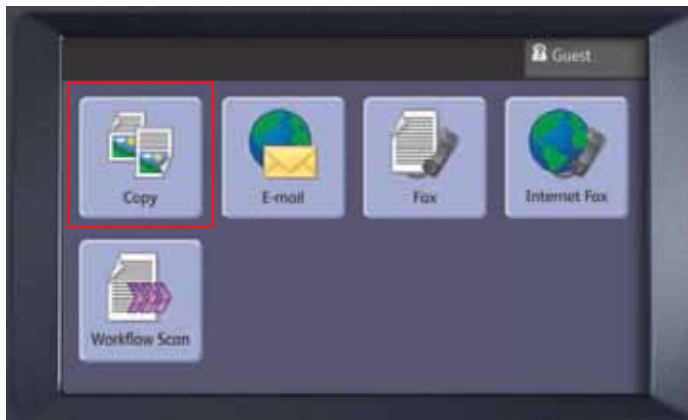 Guest
Copy
E-mail
Fax
Internet Fax
Workflow Scan